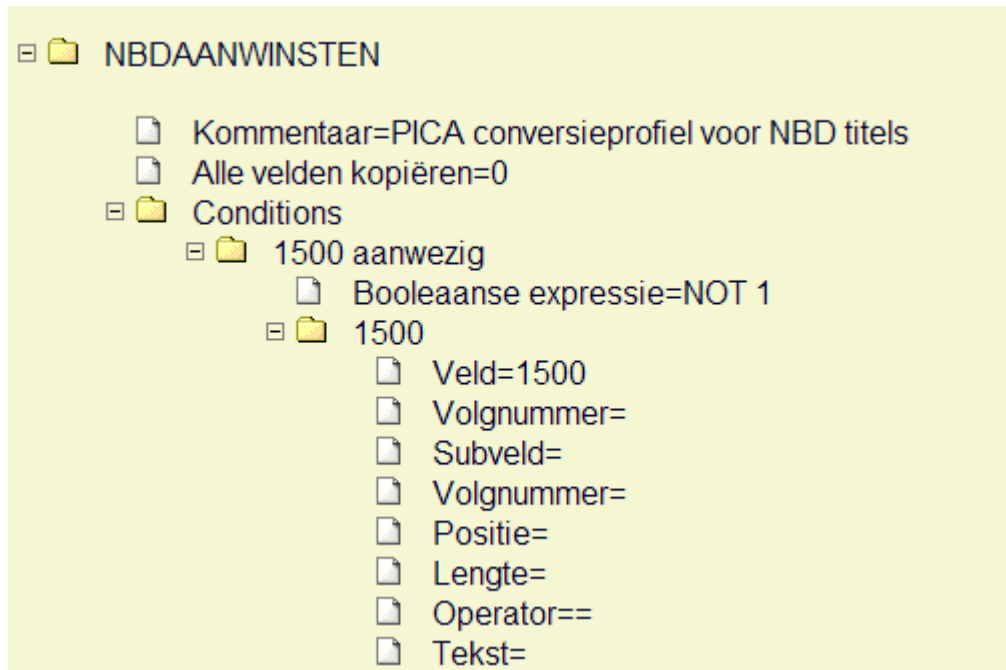 NBDAANWINSTEN
Kommentaar=PICA conversieprofiel voor NBD titels
Alle velden kopiëren=0
Conditions
1500 aanwezig
Booleaanse expressie=NOT 1
1500
Veld=1500
Volgnummer=
Subveld=
Volgnummer=
Positie=
Lengte=
Operator==
Tekst=